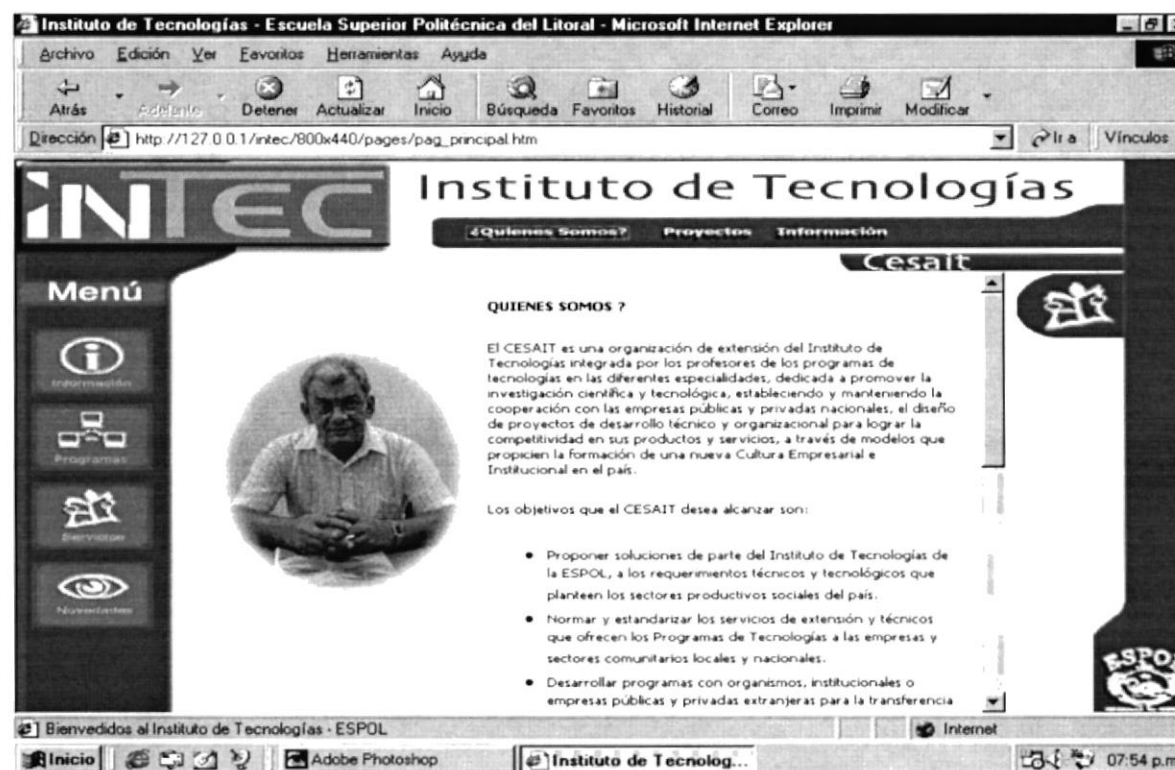 Instituto de Tecnologías - Escuela Superior Politécnica del Litoral - Microsoft Internet Explorer
Archivo Edición Ver Favoritos Herramientas Ayuda
Atrás Adelante Detener Actualizar Inicio Búsqueda Favoritos Historial Correo Imprimir Modificar
Dirección http://127.0.0.1/intec/800x440/pages/pag_principal.htm Ir a Vínculos
INTEC
Instituto de Tecnologías
¿Quienes Somos? Proyectos Información
Cesait
Menú
Información
Programas
Servicios
Novedades
QUIENES SOMOS ?
El CESAIT es una organización de extensión del Instituto de
Tecnologías integrada por los profesores de los programas de
tecnologías en las diferentes especialidades, dedicada a promover la
investigación científica y tecnológica, estableciendo y manteniendo la
cooperación con las empresas públicas y privadas nacionales, el diseño
de proyectos de desarrollo técnico y organizacional para lograr la
competitividad en sus productos y servicios, a través de modelos que
propicien la formación de una nueva Cultura Empresarial e
Institucional en el país.
Los objetivos que el CESAIT desea alcanzar son:
• Proponer soluciones de parte del Instituto de Tecnologías de
la ESPOL, a los requerimientos técnicos y tecnológicos que
planteen los sectores productivos sociales del país.
• Normar y estandarizar los servicios de extensión y técnicos
que ofrecen los Programas de Tecnologías a las empresas y
sectores comunitarios locales y nacionales.
• Desarrollar programas con organismos, institucionales o
empresas públicas y privadas extranjeras para la transferencia
ESPOL
Bienvedidos al Instituto de Tecnologías - ESPOL Internet
Inicio Adobe Photoshop Instituto de Tecnolog... 07:54 p.m.